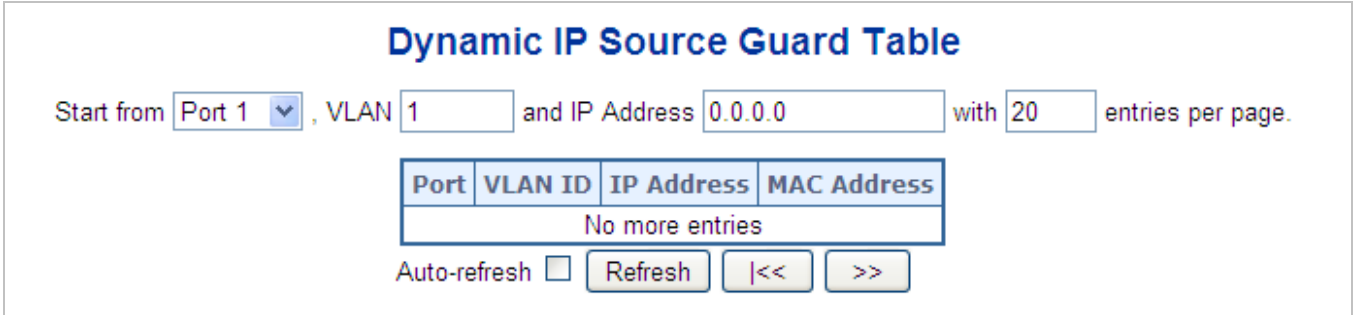 Dynamic IP Source Guard Table
Start from Port 1 , VLAN 1 and IP Address 0.0.0.0 with 20 entries per page.
Port VLAN ID IP Address MAC Address
No more entries
Auto-refresh Refresh |<< >>